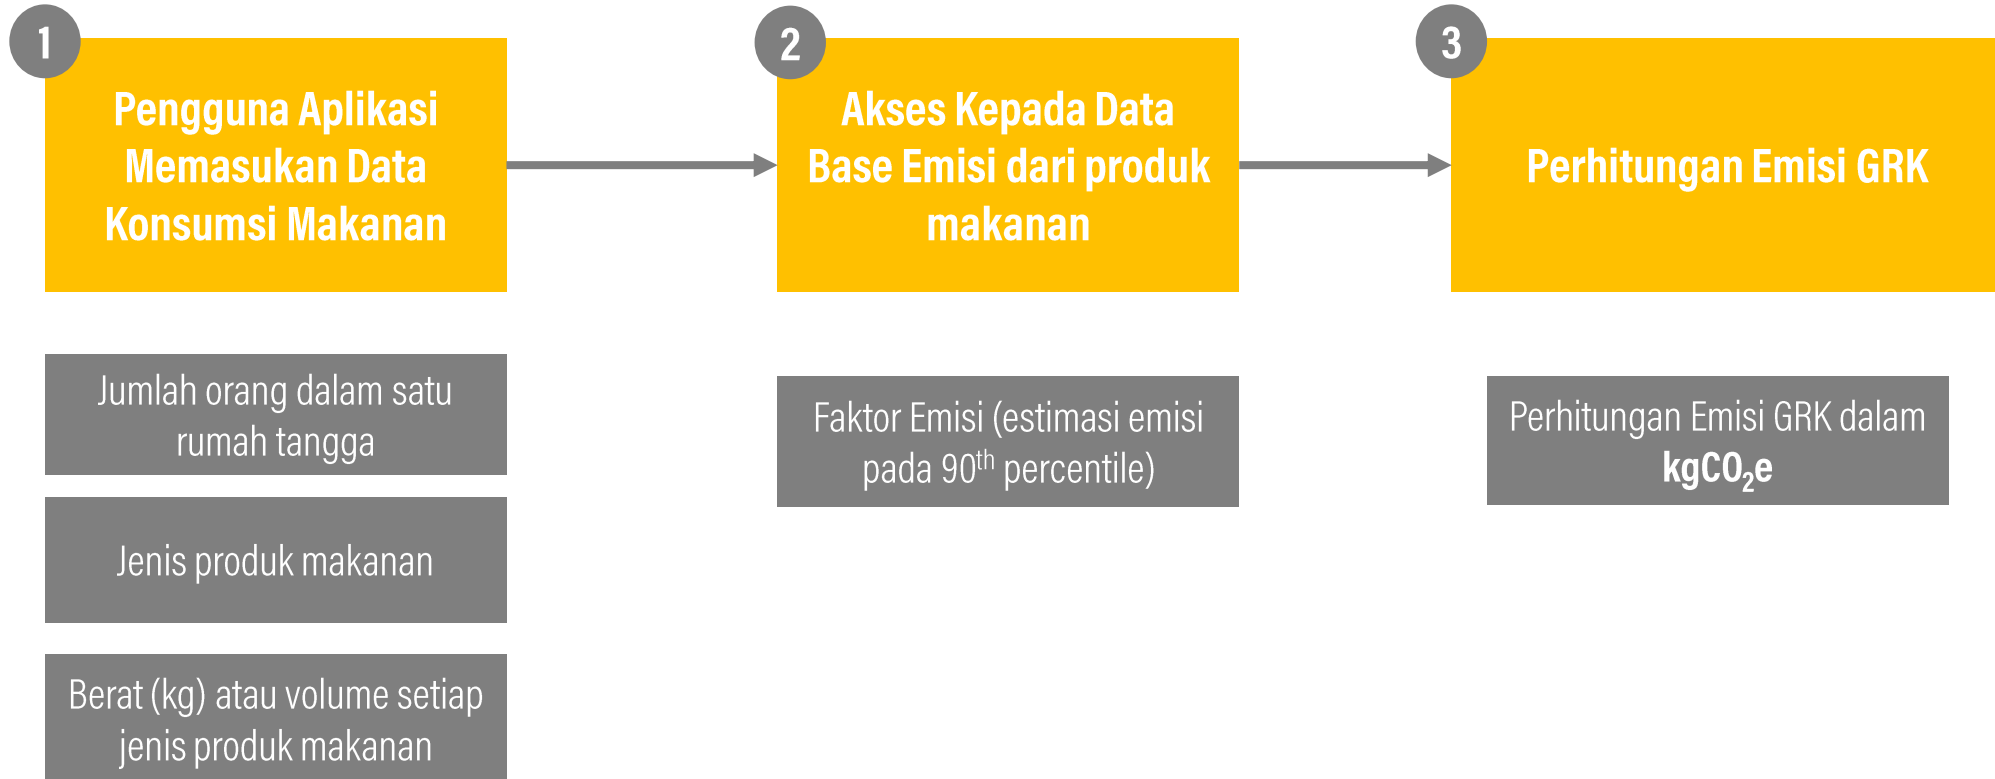 1
Pengguna Aplikasi
Memasukan Data
Konsumsi Makanan
Jumlah orang dalam satu
rumah tangga
Jenis produk makanan
Berat (kg) atau volume setiap
jenis produk makanan
2
Akses Kepada Data
Base Emisi dari produk
makanan
Faktor Emisi (estimasi emisi
pada 90th percentile)
3
Perhitungan Emisi GRK
Perhitungan Emisi GRK dalam
kgCO₂e